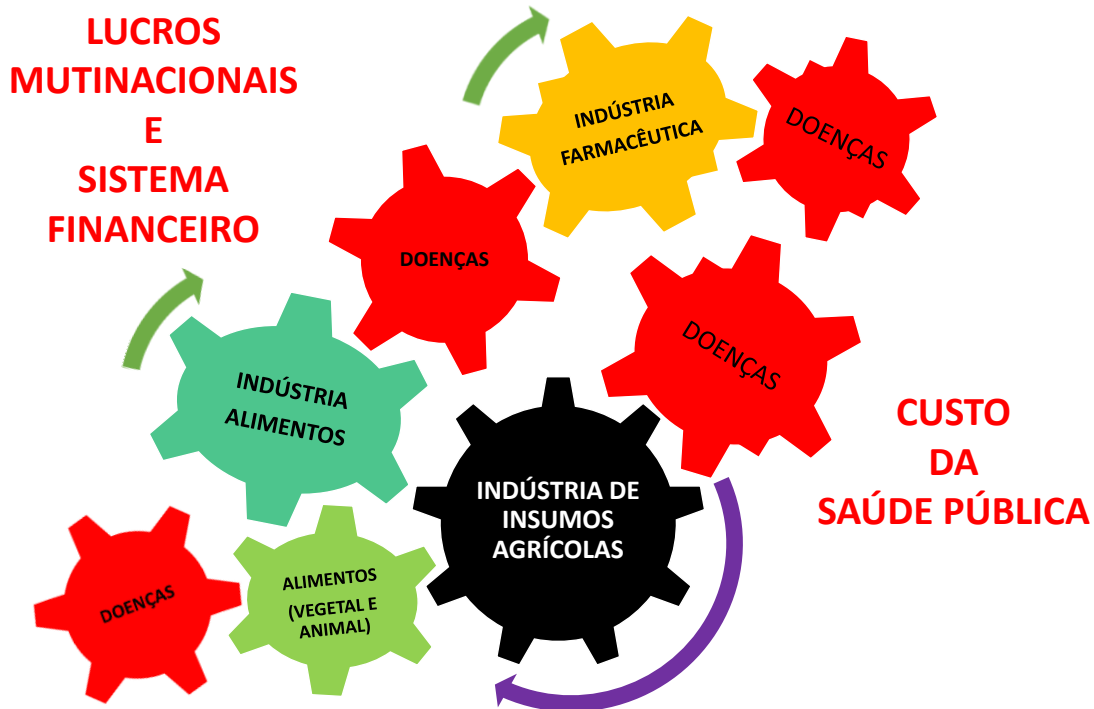 LUCROS
MUTINACIONAIS
E
SISTEMA
FINANCEIRO
INDÚSTRIA
FARMACÊUTICA
DOENÇAS
DOENÇAS
DOENÇAS
INDÚSTRIA
ALIMENTOS
CUSTO
DA
SAÚDE PÚBLICA
INDÚSTRIA DE
INSUMOS
AGRÍCOLAS
ALIMENTOS
(VEGETAL E
ANIMAL)
DOENÇAS